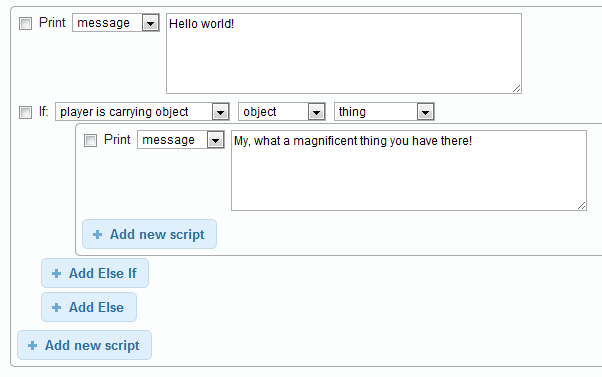 Print message Hello world!
If: player is carrying object object thing
Print message My, what a magnificent thing you have there!
+ Add new script
+ Add Else If
+ Add Else
+ Add new script